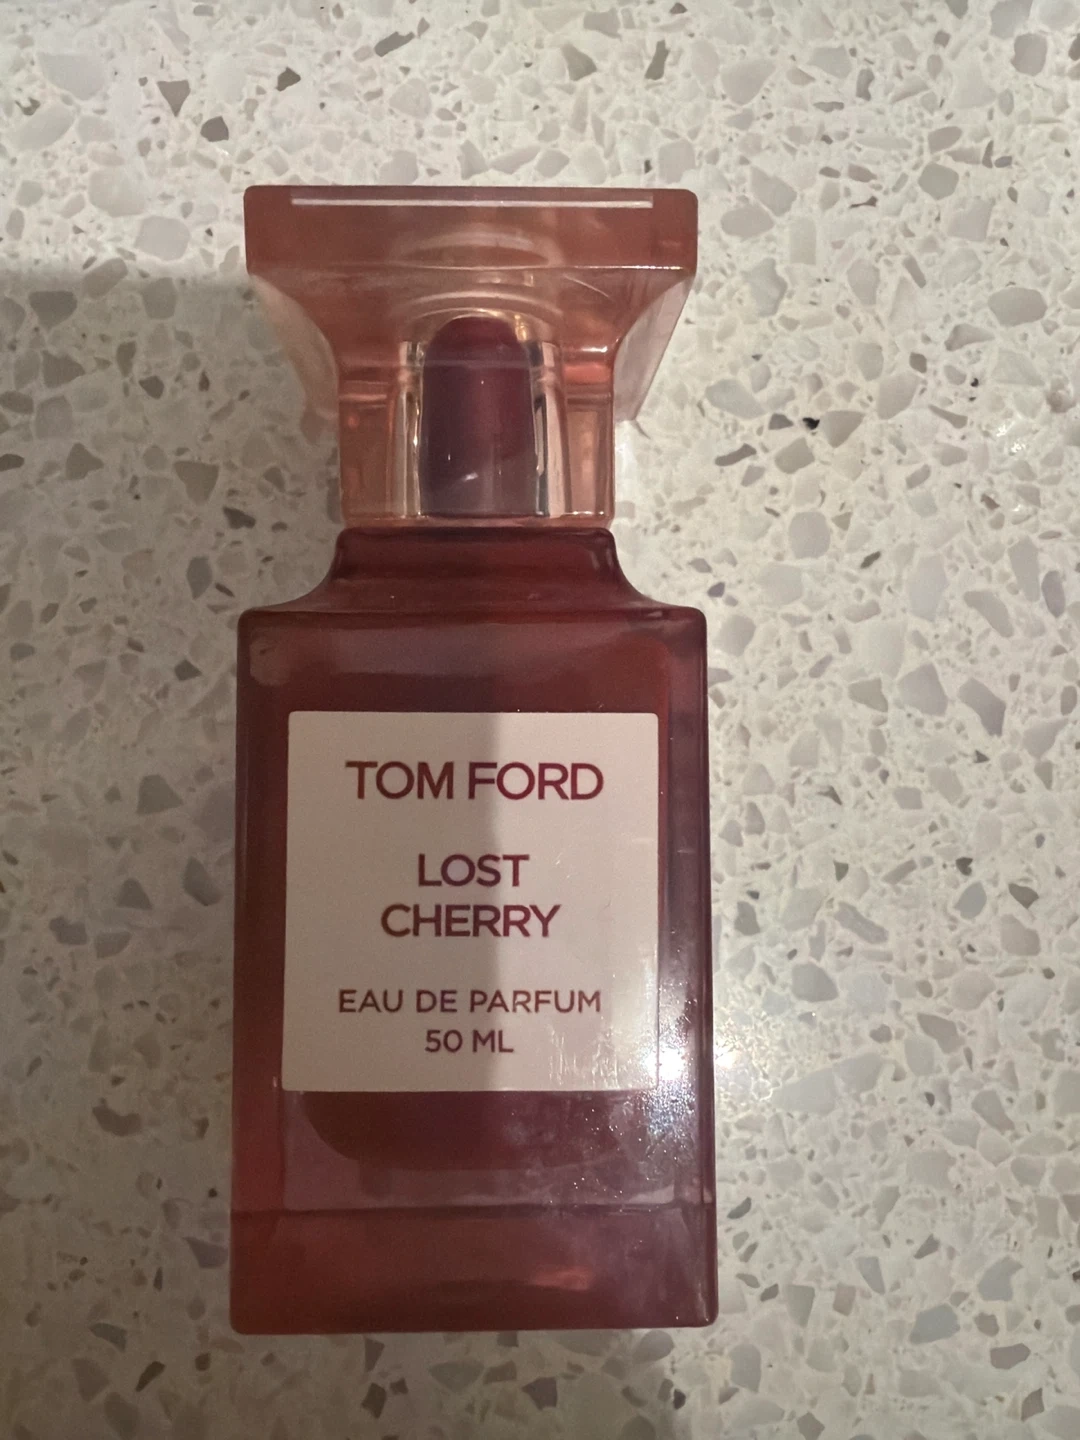 TOM FORD
LOST
CHERRY
EAU DE PARFUM
50 ML